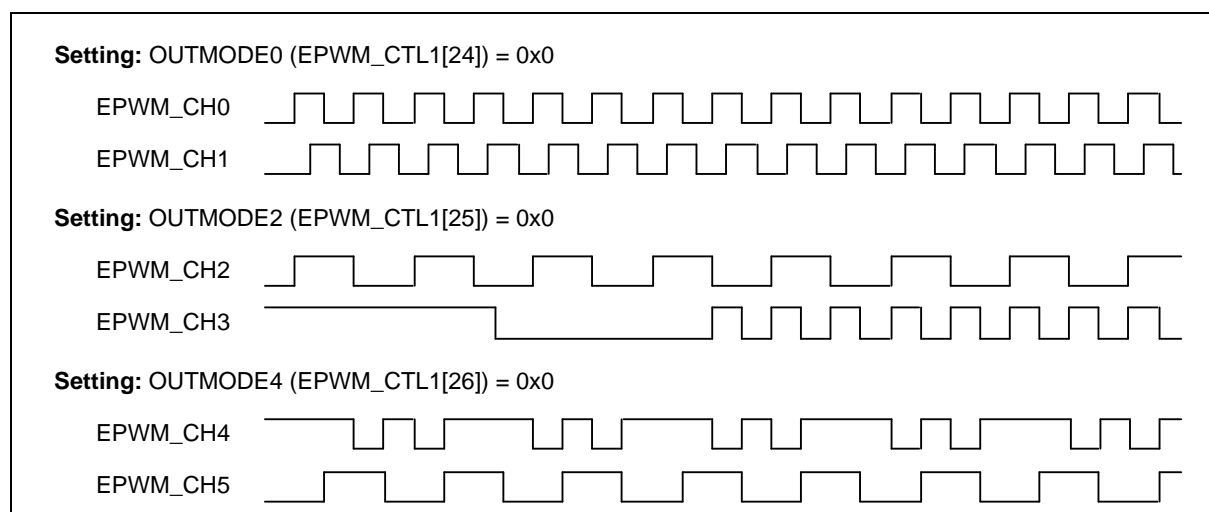 Setting: OUTMODE0 (EPWM_CTL1[24]) = 0x0
EPWM_CH0
EPWM_CH1
Setting: OUTMODE2 (EPWM_CTL1[25]) = 0x0
EPWM_CH2
EPWM_CH3
Setting: OUTMODE4 (EPWM_CTL1[26]) = 0x0
EPWM_CH4
EPWM_CH5